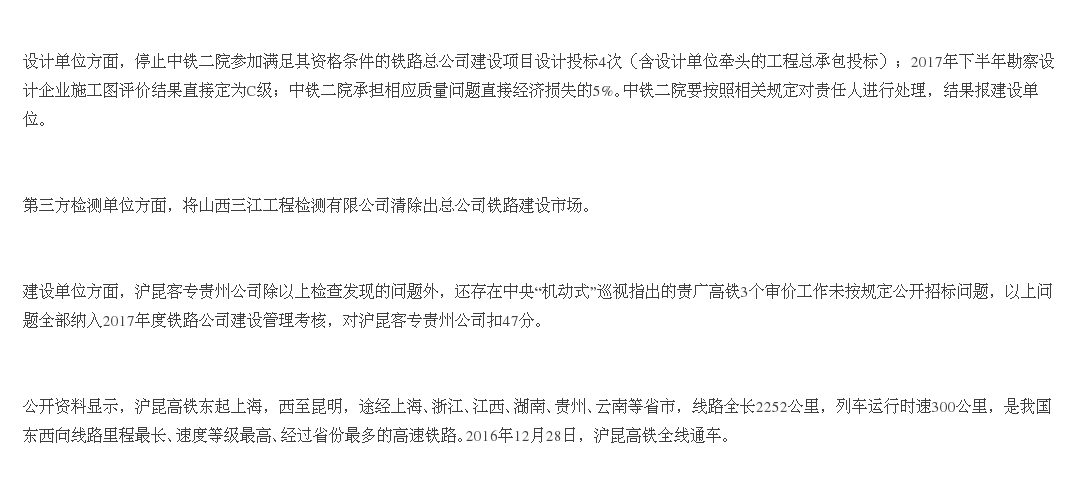 设计单位方面，停止中铁二院参加满足其资格条件的铁路总公司建设项目设计投标4次（含设计单位牵头的工程总承包投标）；2017年下半年勘察设
计企业施工图评价结果直接定为C级；中铁二院承担相应质量问题直接经济损失的5%。中铁二院要按照相关规定对责任人进行处理，结果报建设单
位。
第三方检测单位方面，将山西三江工程检测有限公司清除出总公司铁路建设市场。
建设单位方面，沪昆客专贵州公司除以上检查发现的问题外，还存在中央“机动式”巡视指出的贵广高铁3个审价工作未按规定公开招标问题，以上问
题全部纳入2017年度铁路公司建设管理考核，对沪昆客专贵州公司扣47分。
公开资料显示，沪昆高铁东起上海，西至昆明，途经上海、浙江、江西、湖南、贵州、云南等省市，线路全长2252公里，列车运行时速300公里，是我国
东西向线路里程最长、速度等级最高、经过省份最多的高速铁路。2016年12月28日，沪昆高铁全线通车。